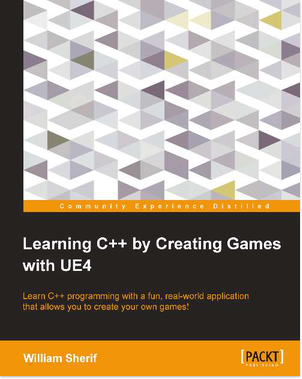 Community Experience Distilled
Learning C++ by Creating Games
with UE4
Learn C++ programming with a fun, real-world application
that allows you to create your own games!
William Sherif
[PACKT]
PUBLISHING